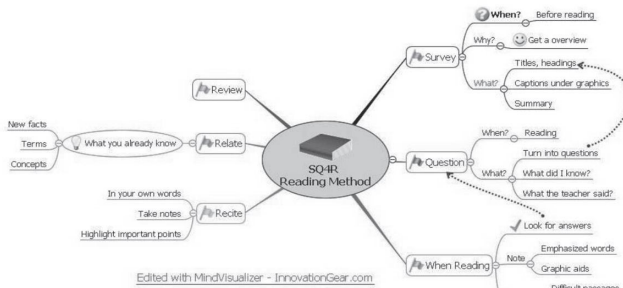 When?
Before reading
Why?
Get a overview
Survey
Titles, headings
What?
Captions under graphics
Summary
Review
New facts
Terms
Concepts
What you already know
Relate
SQ4R
Reading Method
When?
Reading
Question
Turn into questions
What?
What did I know?
What the teacher said?
In your own words
Take notes
Highlight important points
Recite
Look for answers
When Reading
Note
Emphasized words
Graphic aids
Difficult passages
Edited with MindVisualizer - InnovationGear.com